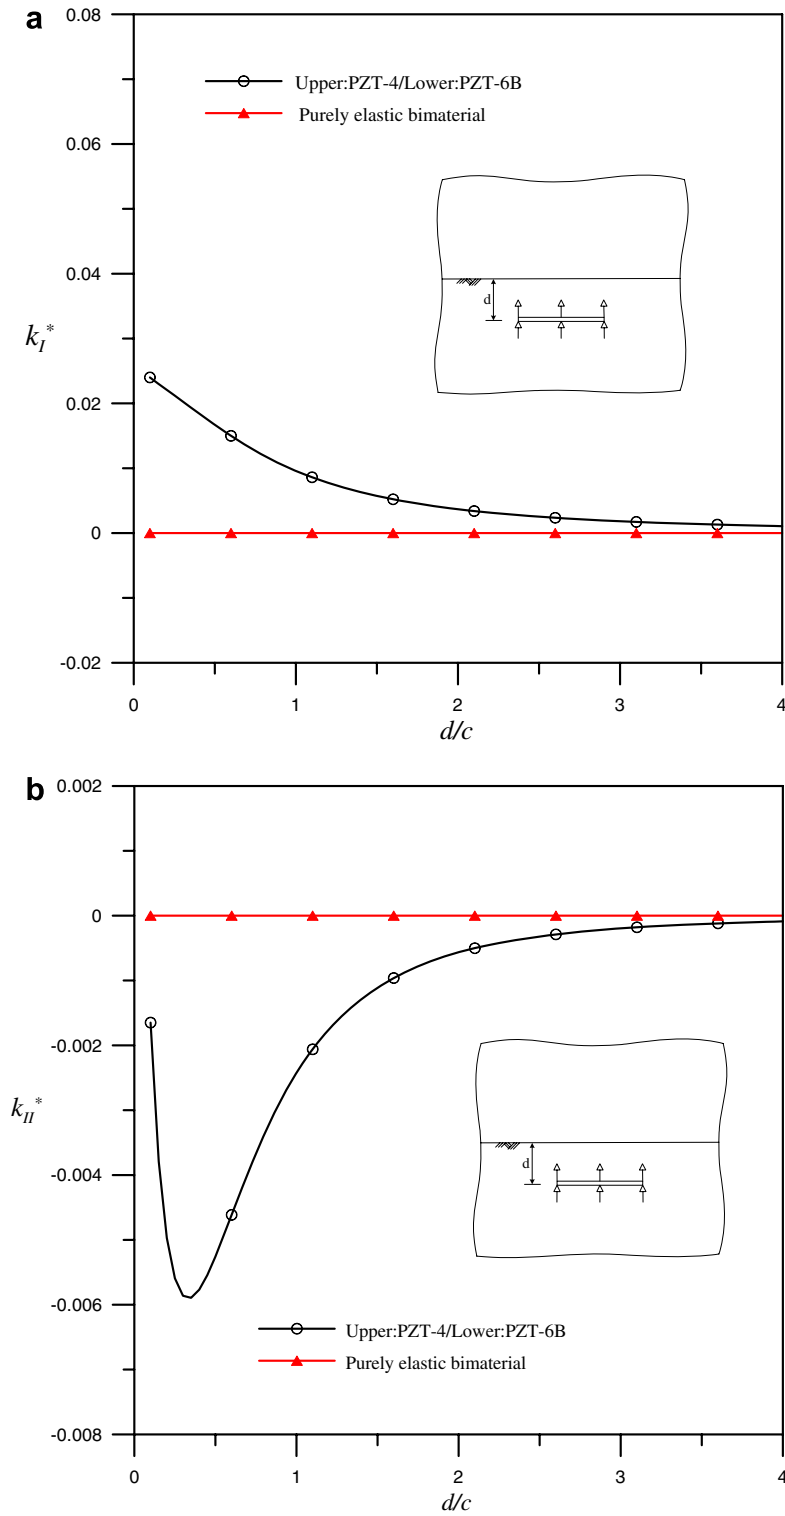 a
0.08
Upper:PZT-4/Lower:PZT-6B
Purely elastic bimaterial
0.06
0.04
d
k_I^*
0.02
0
-0.02
0 1 2 3 4
d/c
b
0.002
0
-0.002
k_II^*
d
-0.004
-0.006
Upper:PZT-4/Lower:PZT-6B
Purely elastic bimaterial
-0.008
0 1 2 3 4
d/c